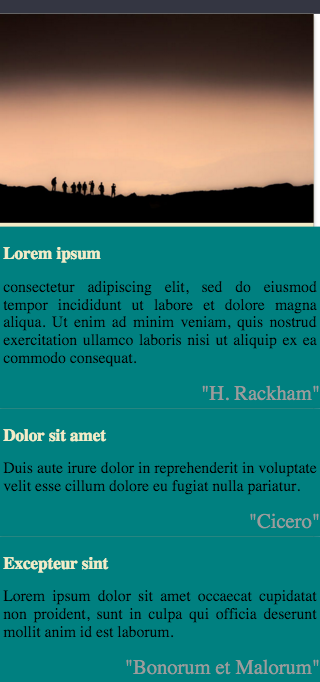 Lorem ipsum
consectetur adipiscing elit, sed do eiusmod
tempor incididunt ut labore et dolore magna
aliqua. Ut enim ad minim veniam, quis nostrud
exercitation ullamco laboris nisi ut aliquip ex ea
commodo consequat.
"H. Rackham"
Dolor sit amet
Duis aute irure dolor in reprehenderit in voluptate
velit esse cillum dolore eu fugiat nulla pariatur.
"Cicero"
Excepteur sint
Lorem ipsum dolor sit amet occaecat cupidatat
non proident, sunt in culpa qui officia deserunt
mollit anim id est laborum.
"Bonorum et Malorum"